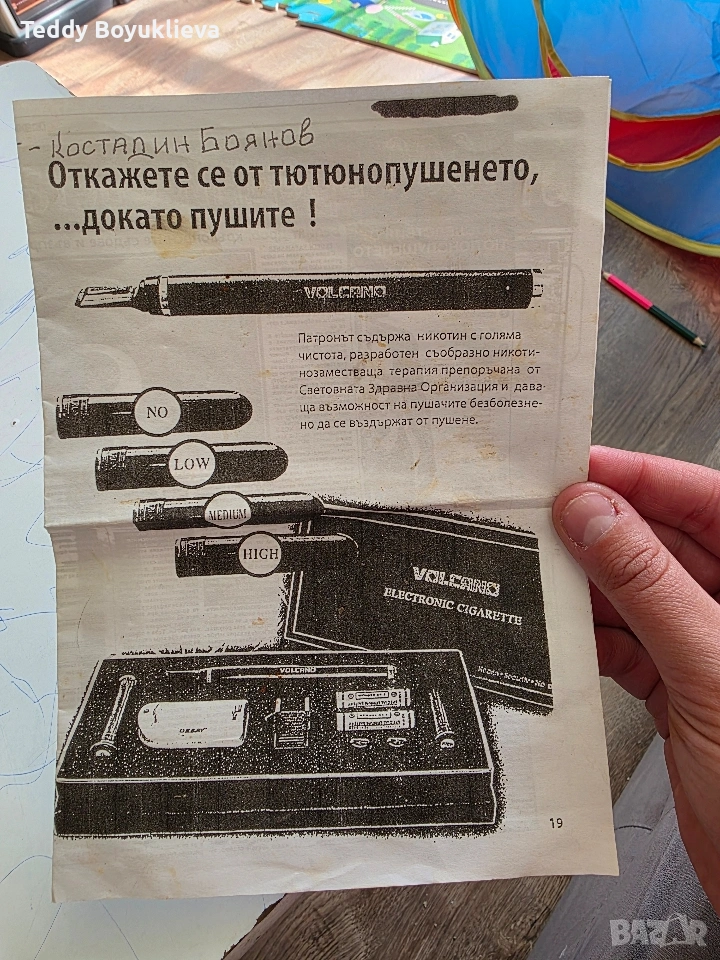 Teddy Boyuklieva
- Костадин Боянов
Откажете се от тютюнопушенето,
...докато пушите !
VOLCANO
Патронът съдържа никотин с голяма
чистота, разработен съобразно никоти-
нозаместваща терапия препоръчана от
Световната Здравна Организация и дава-
ща възможност на пушачите безболезне-
но да се въздържат от пушене.
NO
LOW
MEDIUM
HIGH
VOLCANO
ELECTRONIC CIGARETTE
VOLCANO
19
BAZAR